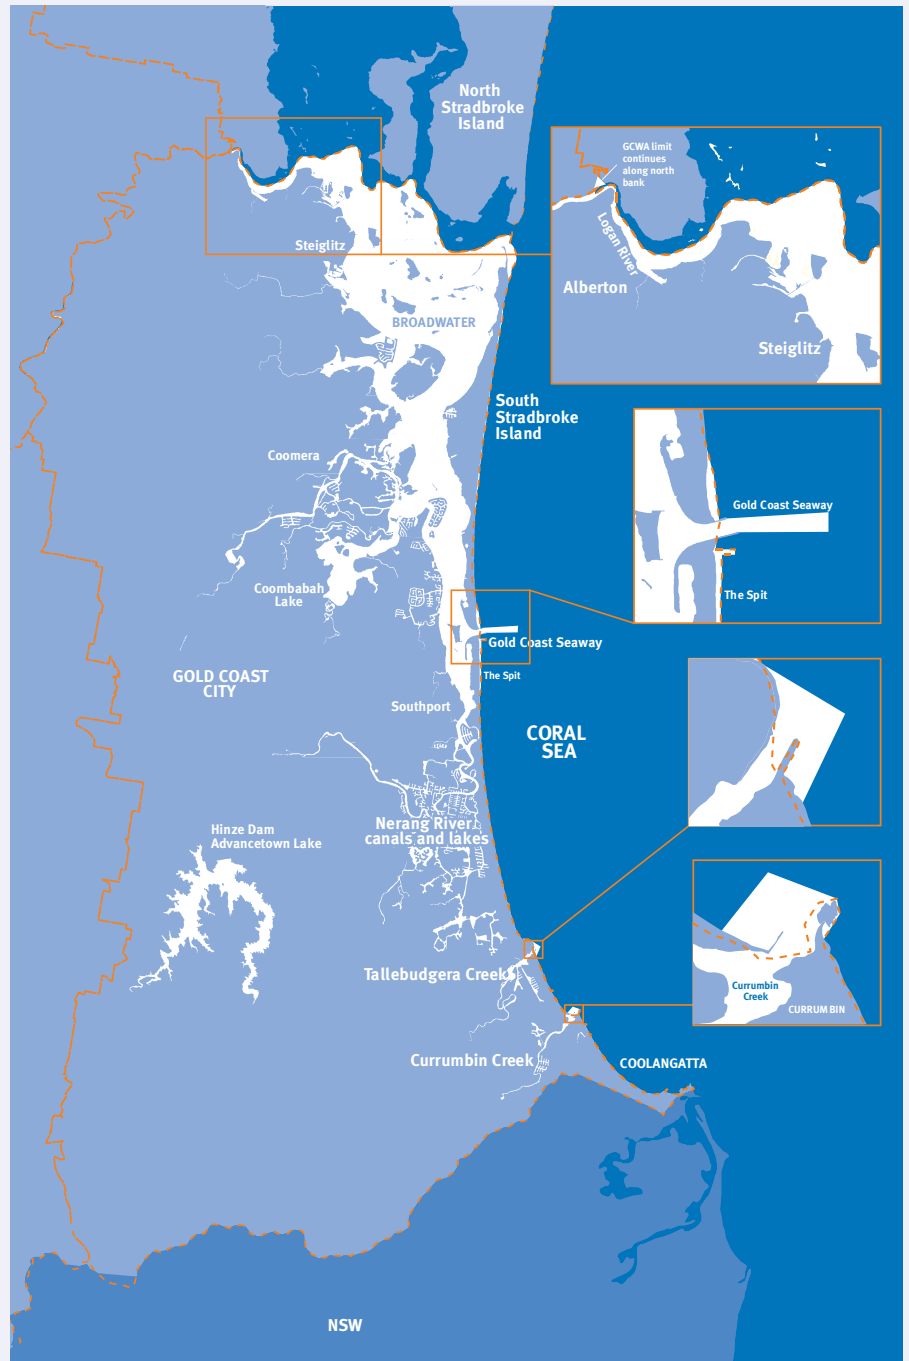 North
Stradbroke
Island
GCWA limit
continues
along north
bank
Logan River
Steiglitz
Alberton
BROADWATER
Steiglitz
South
Stradbroke
Island
Coomera
Gold Coast Seaway
Coombabah
Lake
The Spit
Gold Coast Seaway
GOLD COAST
CITY
The Spit
Southport
CORAL
SEA
Nerang River
canals and lakes
Hinze Dam
Advancetown Lake
Tallebudgera Creek
Currumbin
Creek
CURRUMBIN
Currumbin Creek
COOLANGATTA
NSW